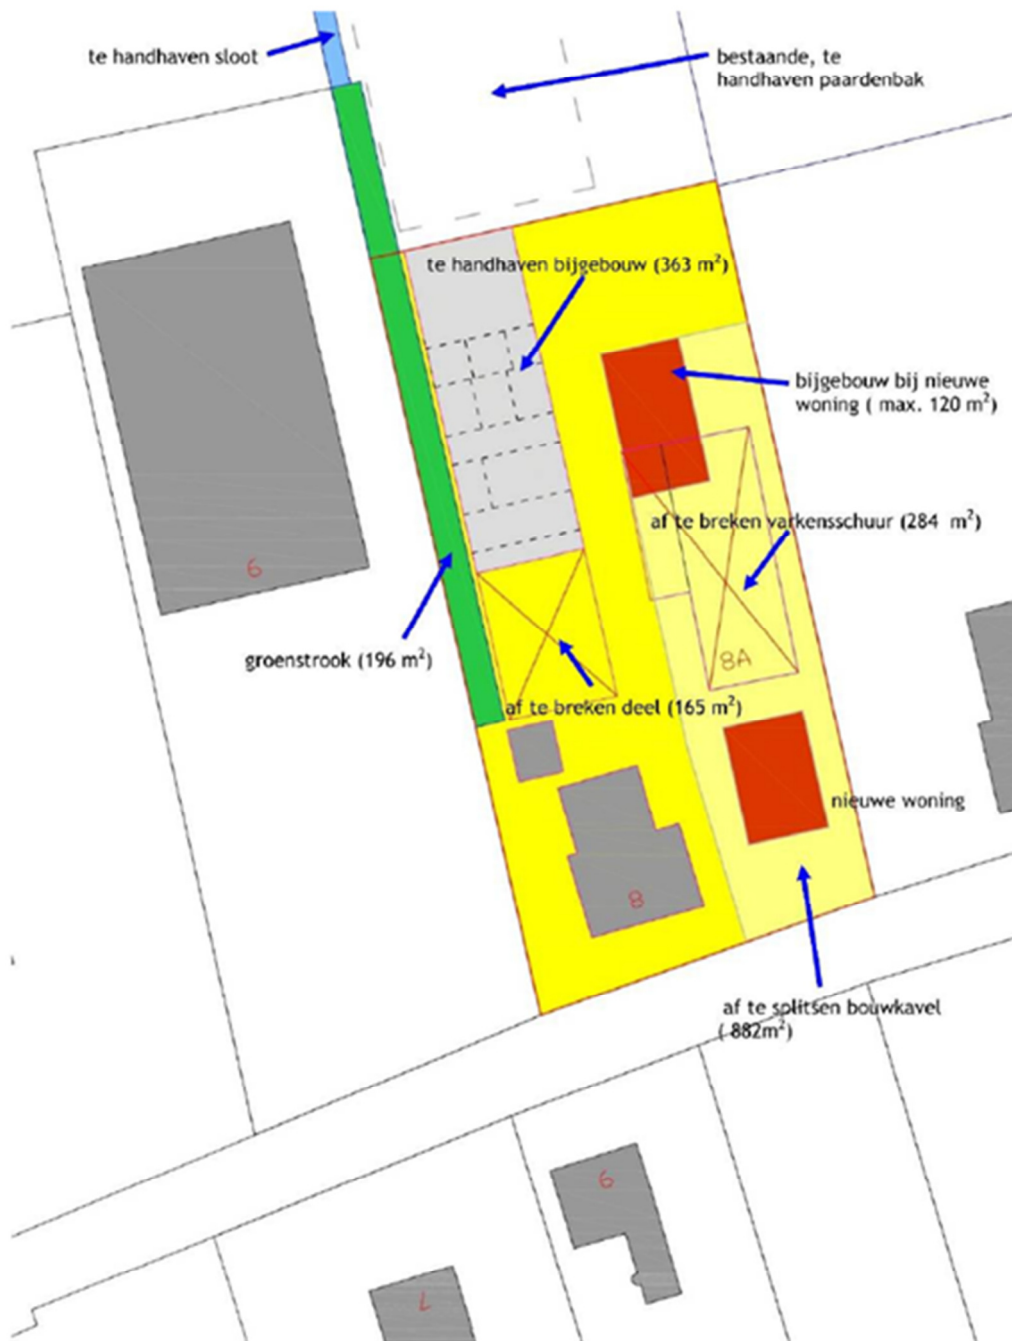 te handhaven sloot
bestaande, te
handhaven paardenbak
te handhaven bijgebouw (363 m²)
bijgebouw bij nieuwe
woning ( max. 120 m²)
af te breken varkensschuur (284 m²)
6
groenstrook (196 m²)
8A
af te breken deel (165 m²)
nieuwe woning
8
af te splitsen bouwkavel
( 882m²)
9
7